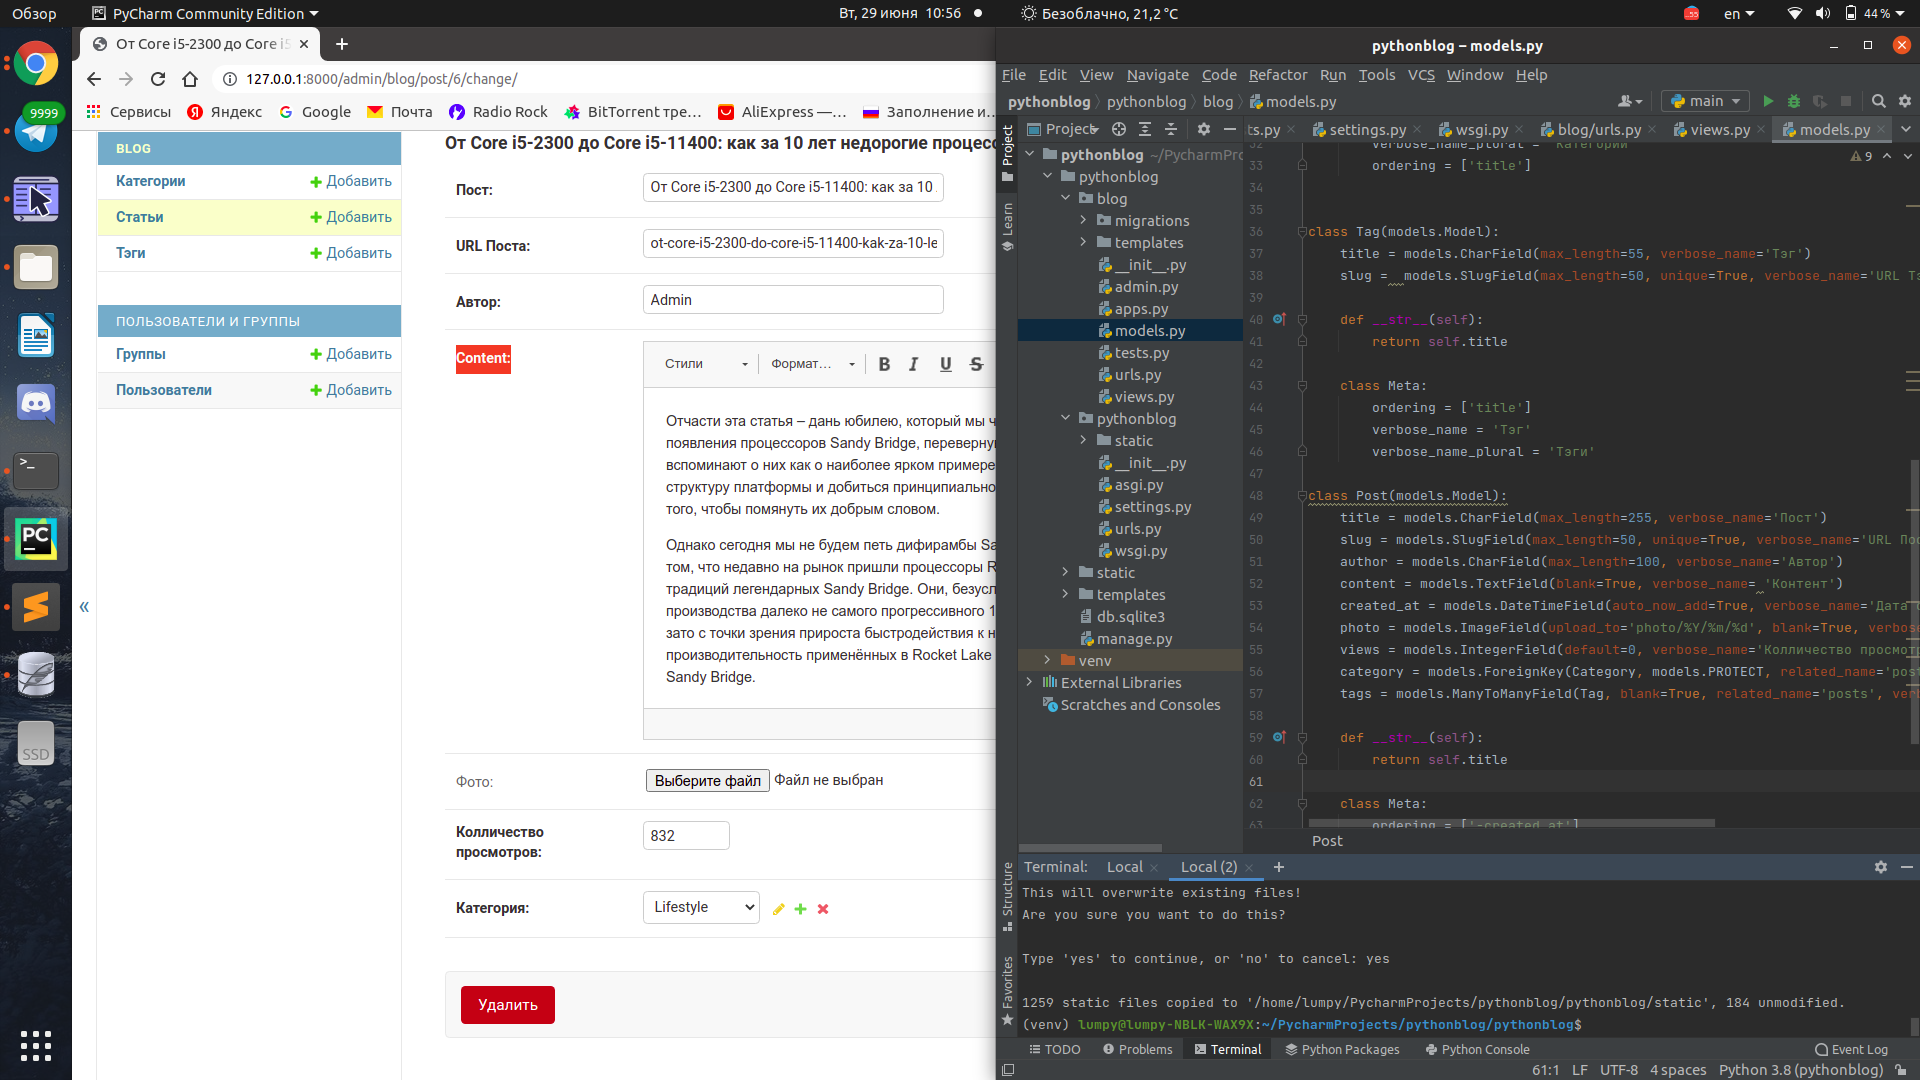 Обзор
PyCharm Community Edition
Вт, 29 июня 10:56
Безоблачно, 21,2 °C
en
44 %
От Core i5-2300 до Core i5
127.0.0.1:8000/admin/blog/post/6/change/
Сервисы
Яндекс
Google
Почта
Radio Rock
BitTorrent тре…
AliExpress —…
Заполнение и…
9999
SSD
BLOG
Категории
Добавить
Статьи
Добавить
Тэги
Добавить
ПОЛЬЗОВАТЕЛИ И ГРУППЫ
Группы
Добавить
Пользователи
Добавить
«
От Core i5-2300 до Core i5-11400: как за 10 лет недорогие процесс
Пост:
От Core i5-2300 до Core i5-11400: как за 10
URL Поста:
ot-core-i5-2300-do-core-i5-11400-kak-za-10-le
Автор:
Admin
Content:
Стили
Формат…
B I U S
Отчасти эта статья – дань юбилею, который мы ч
появления процессоров Sandy Bridge, переверну
вспоминают о них как о наиболее ярком примере
структуру платформы и добиться принципиально
того, чтобы помянуть их добрым словом.
Однако сегодня мы не будем петь дифирамбы Sa
том, что недавно на рынок пришли процессоры R
традиций легендарных Sandy Bridge. Они, безусл
производства далеко не самого прогрессивного 1
зато с точки зрения прироста быстродействия к н
производительность применённых в Rocket Lake
Sandy Bridge.
Фото:
Выберите файл
Файл не выбран
Колличество
просмотров:
832
Категория:
Lifestyle
Удалить
pythonblog – models.py
File Edit View Navigate Code Refactor Run Tools VCS Window Help
pythonblog
pythonblog
blog
models.py
main
Project
ts.py
settings.py
wsgi.py
blog/urls.py
views.py
models.py
Project
Learn
Structure
Favorites
pythonblog ~/PycharmPro
pythonblog
blog
migrations
templates
__init__.py
admin.py
apps.py
models.py
tests.py
urls.py
views.py
pythonblog
static
__init__.py
asgi.py
settings.py
urls.py
wsgi.py
static
templates
db.sqlite3
manage.py
venv
External Libraries
Scratches and Consoles
9
32 verbose_name_plural = 'Категории'
33 ordering = ['title']
34
35
36 class Tag(models.Model):
37 title = models.CharField(max_length=55, verbose_name='Тэг')
38 slug = models.SlugField(max_length=50, unique=True, verbose_name='URL Тэ
39
40 def __str__(self):
41 return self.title
42
43 class Meta:
44 ordering = ['title']
45 verbose_name = 'Тэг'
46 verbose_name_plural = 'Тэги'
47
48 class Post(models.Model):
49 title = models.CharField(max_length=255, verbose_name='Пост')
50 slug = models.SlugField(max_length=50, unique=True, verbose_name='URL Пос
51 author = models.CharField(max_length=100, verbose_name='Автор')
52 content = models.TextField(blank=True, verbose_name= 'Контент')
53 created_at = models.DateTimeField(auto_now_add=True, verbose_name='Дата
54 photo = models.ImageField(upload_to='photo/%Y/%m/%d', blank=True, verbose
55 views = models.IntegerField(default=0, verbose_name='Колличество просмотр
56 category = models.ForeignKey(Category, models.PROTECT, related_name='post
57 tags = models.ManyToManyField(Tag, blank=True, related_name='posts', verb
58
59 def __str__(self):
60 return self.title
61
62 class Meta:
63 ordering = ['-created_at']
Post
Terminal:
Local
Local (2)
This will overwrite existing files!
Are you sure you want to do this?
Type 'yes' to continue, or 'no' to cancel: yes
1259 static files copied to '/home/lumpy/PycharmProjects/pythonblog/pythonblog/static', 184 unmodified.
(venv) lumpy@lumpy-NBLK-WAX9X:~/PycharmProjects/pythonblog/pythonblog$
TODO
Problems
Terminal
Python Packages
Python Console
Event Log
61:1 LF UTF-8 4 spaces Python 3.8 (pythonblog)